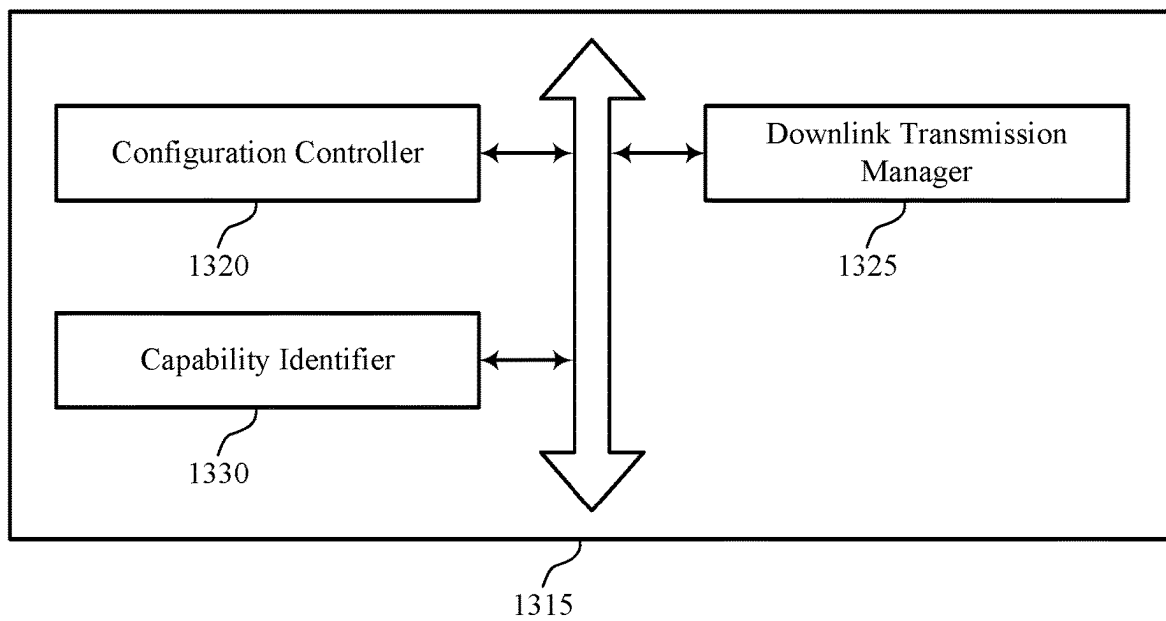 Configuration Controller
1320
Downlink Transmission
Manager
1325
Capability Identifier
1330
1315